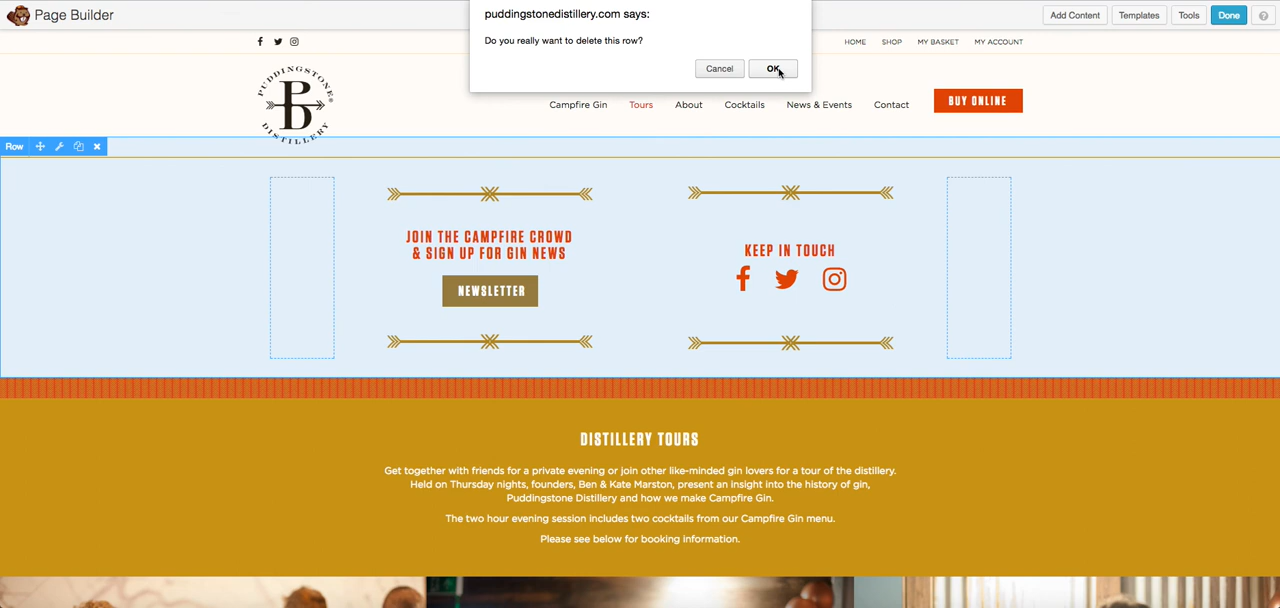 Page Builder
puddingstonedistillery.com says:
Do you really want to delete this row?
Cancel
OK
Add Content
Templates
Tools
Done
?
HOME
SHOP
MY BASKET
MY ACCOUNT
PUDDINGSTONE
DISTILLERY
Campfire Gin
Tours
About
Cocktails
News & Events
Contact
BUY ONLINE
Row
JOIN THE CAMPFIRE CROWD
& SIGN UP FOR GIN NEWS
NEWSLETTER
KEEP IN TOUCH
DISTILLERY TOURS
Get together with friends for a private evening or join other like-minded gin lovers for a tour of the distillery.
Held on Thursday nights, founders, Ben & Kate Marston, present an insight into the history of gin,
Puddingstone Distillery and how we make Campfire Gin.
The two hour evening session includes two cocktails from our Campfire Gin menu.
Please see below for booking information.